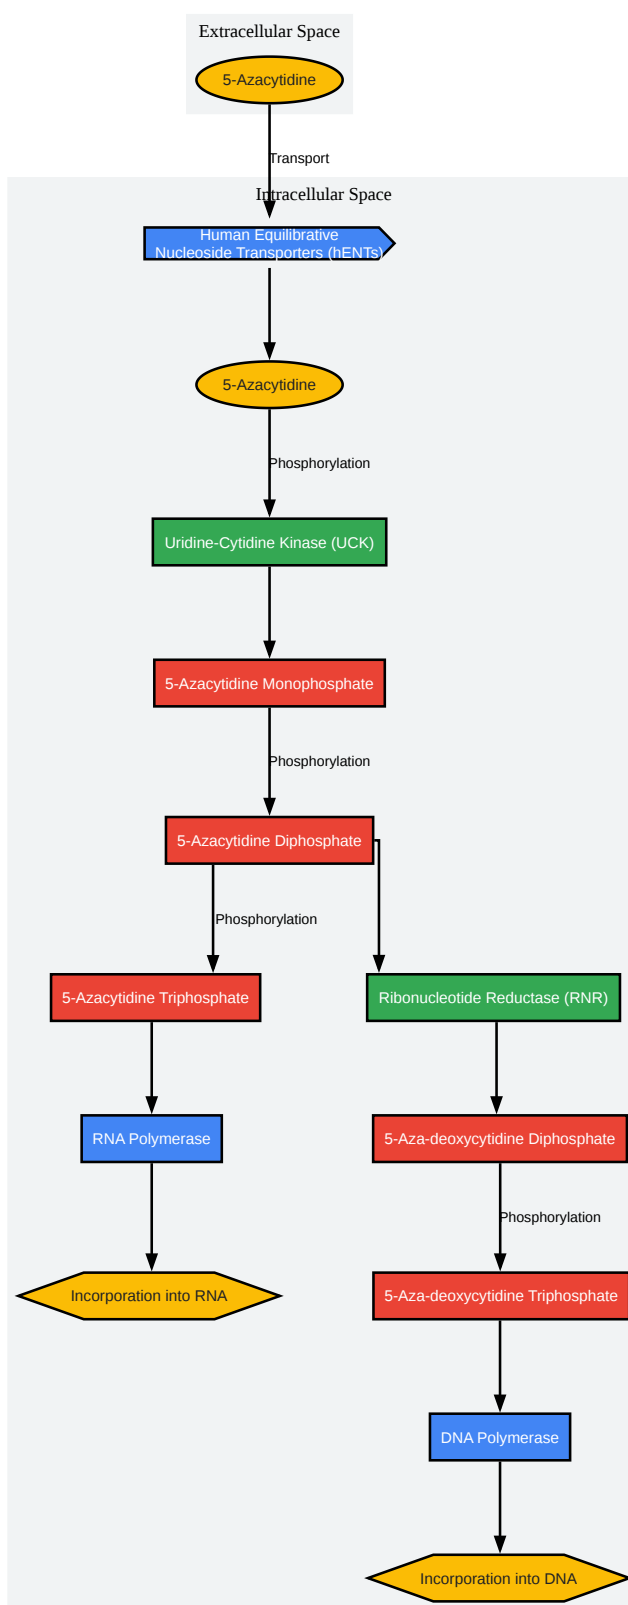 Extracellular Space
5-Azacytidine
Transport
Intracellular Space
Human Equilibrative
Nucleoside Transporters (hENTs)
5-Azacytidine
Phosphorylation
Uridine-Cytidine Kinase (UCK)
5-Azacytidine Monophosphate
Phosphorylation
5-Azacytidine Diphosphate
Phosphorylation
5-Azacytidine Triphosphate
Ribonucleotide Reductase (RNR)
RNA Polymerase
5-Aza-deoxycytidine Diphosphate
Phosphorylation
Incorporation into RNA
5-Aza-deoxycytidine Triphosphate
DNA Polymerase
Incorporation into DNA